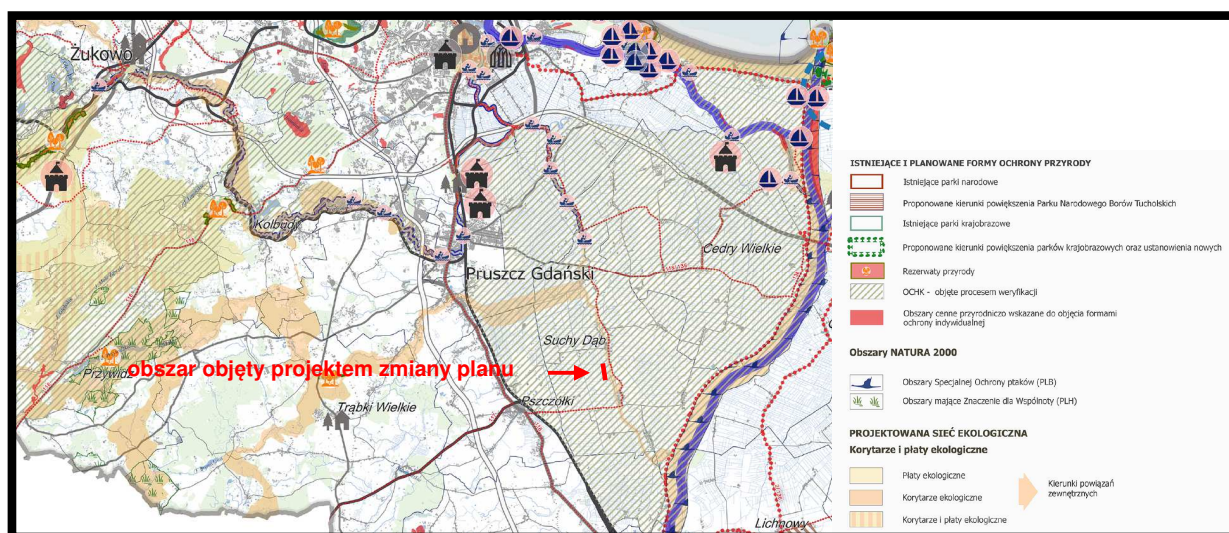 Żukowo
Kolbudy
Pruszcz Gdański
Cedry Wielkie
Suchy Dąb
Przywidz
obszar objęty projektem zmiany planu
Trąbki Wielkie
Pszczółki
Lichnowy
ISTNIEJĄCE I PLANOWANE FORMY OCHRONY PRZYRODY
Istniejące parki narodowe
Proponowane kierunki powiększenia Parku Narodowego Borów Tucholskich
Istniejące parki krajobrazowe
Proponowane kierunki powiększenia parków krajobrazowych oraz ustanowienia nowych
Rezerwaty przyrody
OCHK - objęte procesem weryfikacji
Obszary cenne przyrodniczo wskazane do objęcia formami
ochrony indywidualnej
Obszary NATURA 2000
Obszary Specjalnej Ochrony ptaków (PLB)
Obszary mające Znaczenie dla Wspólnoty (PLH)
PROJEKTOWANA SIEĆ EKOLOGICZNA
Korytarze i płaty ekologiczne
Płaty ekologiczne
Korytarze ekologiczne
Korytarze i płaty ekologiczne
Kierunki powiązań
zewnętrznych